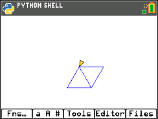 PYTHON SHELL
Fns… a A # Tools Editor Files